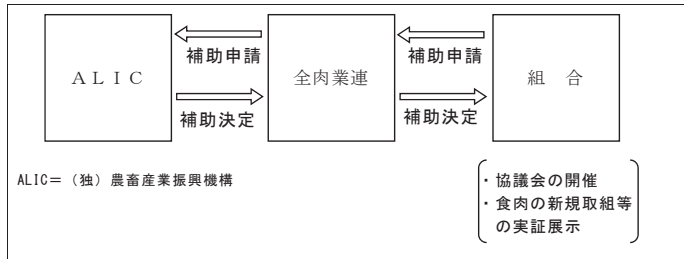 補助申請
補助申請
ＡＬＩＣ
全肉業連
組　合
補助決定
補助決定
ALIC＝（独）農畜産業振興機構
・協議会の開催
・食肉の新規取組等
の実証展示